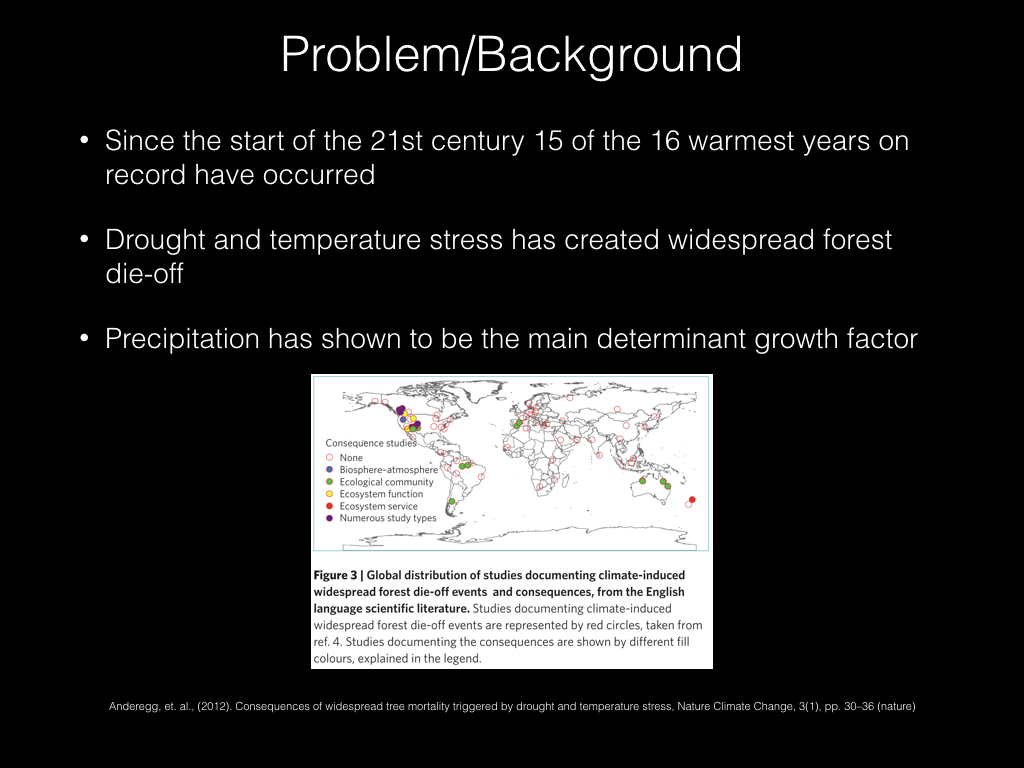 Problem/Background
• Since the start of the 21st century 15 of the 16 warmest years on
record have occurred
• Drought and temperature stress has created widespread forest
die-off
• Precipitation has shown to be the main determinant growth factor
Consequence studies
None
Biosphere–atmosphere
Ecological community
Ecosystem function
Ecosystem service
Numerous study types
Figure 3 | Global distribution of studies documenting climate-induced
widespread forest die-off events and consequences, from the English
language scientific literature. Studies documenting climate-induced
widespread forest die-off events are represented by red circles, taken from
ref. 4. Studies documenting the consequences are shown by different fill
colours, explained in the legend.
Anderegg, et. al., (2012). Consequences of widespread tree mortality triggered by drought and temperature stress, Nature Climate Change, 3(1), pp. 30–36 (nature)